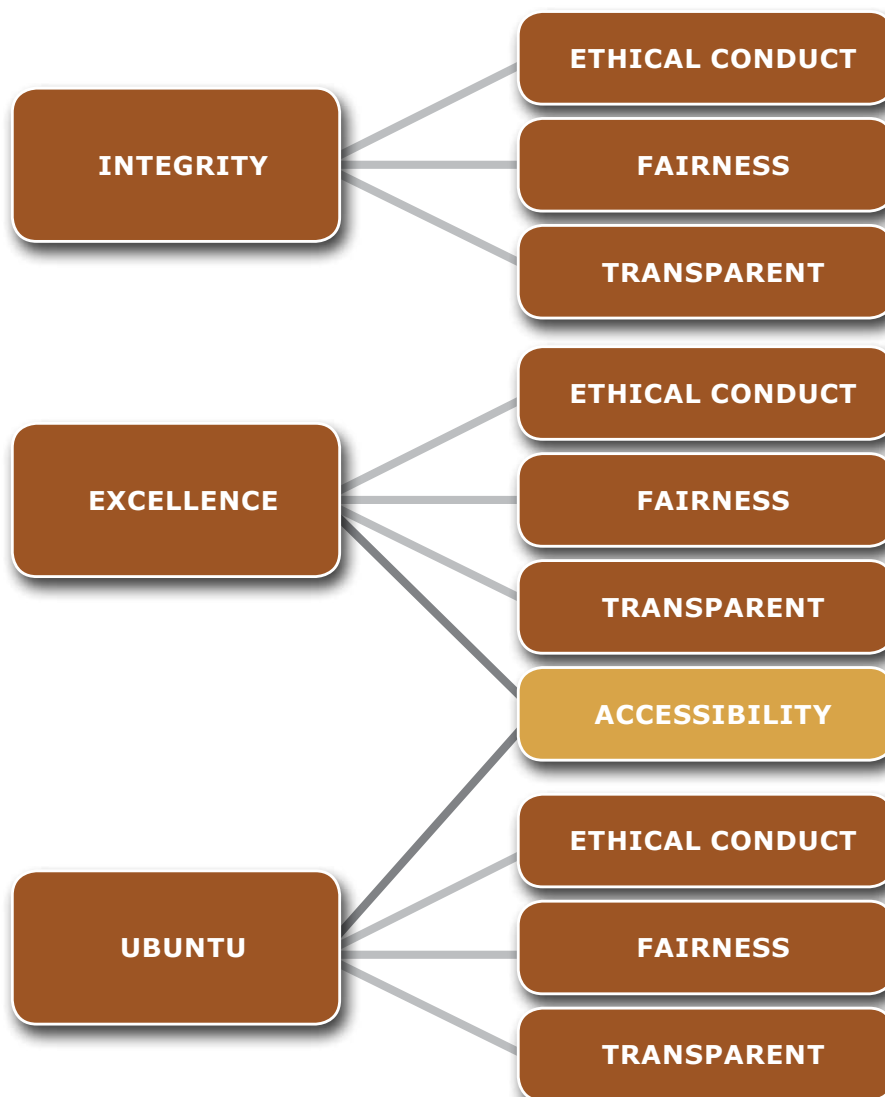 INTEGRITY
ETHICAL CONDUCT
FAIRNESS
TRANSPARENT
EXCELLENCE
ETHICAL CONDUCT
FAIRNESS
TRANSPARENT
ACCESSIBILITY
UBUNTU
ETHICAL CONDUCT
FAIRNESS
TRANSPARENT